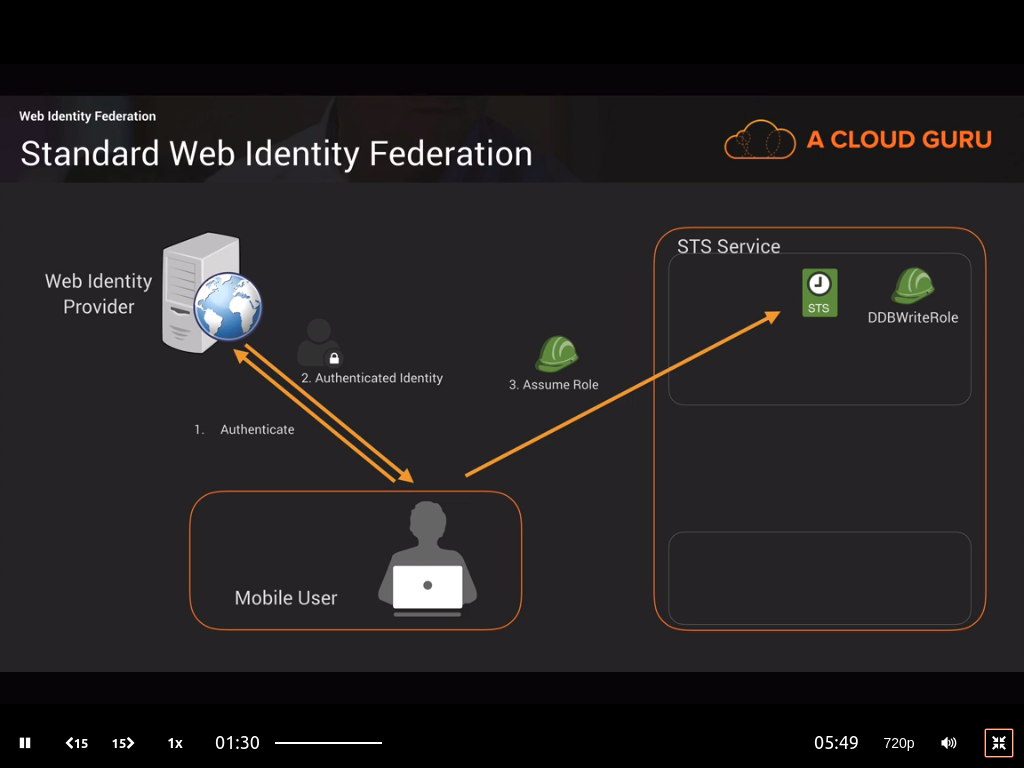 Web Identity Federation
Standard Web Identity Federation
A CLOUD GURU
STS Service
Web Identity
Provider
STS
DDBWriteRole
2. Authenticated Identity
3. Assume Role
1. Authenticate
Mobile User
15
15
1x
01:30
05:49
720p